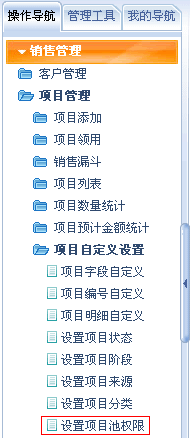 操作导航 管理工具 我的导航
销售管理
客户管理
项目管理
项目添加
项目领用
销售漏斗
项目列表
项目数量统计
项目预计金额统计
项目自定义设置
项目字段自定义
项目编号自定义
项目明细自定义
设置项目状态
设置项目阶段
设置项目来源
设置项目分类
设置项目池权限